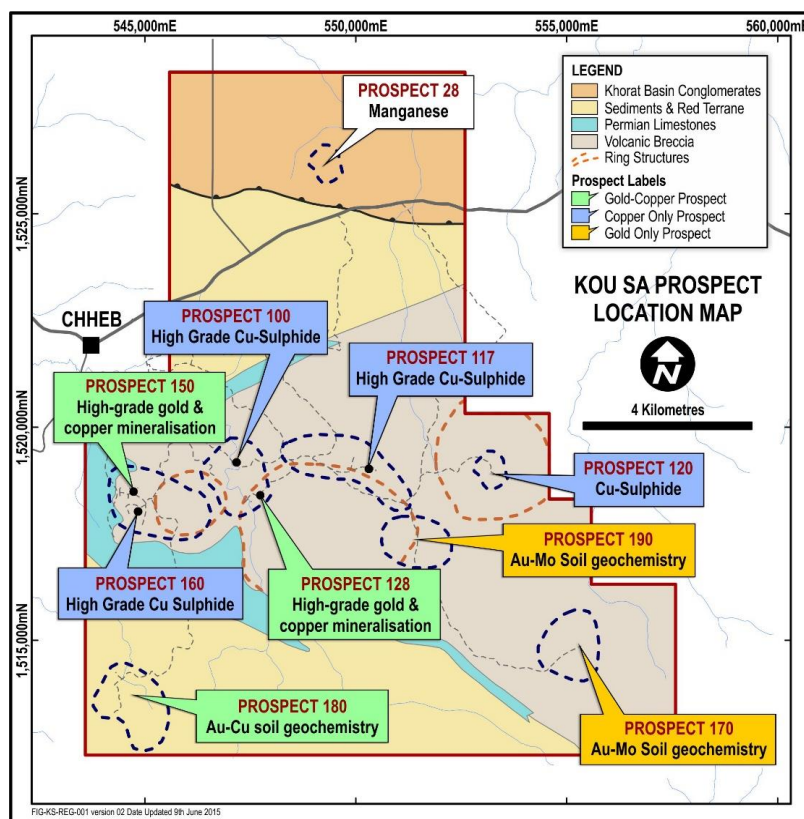 545,000mE
550,000mE
555,000mE
560,000mE
1,525,000mN
1,520,000mN
1,515,000mN
PROSPECT 28
Manganese
LEGEND
Khorat Basin Conglomerates
Sediments & Red Terrane
Permian Limestones
Volcanic Breccia
Ring Structures
Prospect Labels
Gold-Copper Prospect
Copper Only Prospect
Gold Only Prospect
KOU SA PROSPECT
LOCATION MAP
N
4 Kilometres
CHHEB
PROSPECT 100
High Grade Cu-Sulphide
PROSPECT 117
High Grade Cu-Sulphide
PROSPECT 150
High-grade gold &
copper mineralisation
PROSPECT 120
Cu-Sulphide
PROSPECT 190
Au-Mo Soil geochemistry
PROSPECT 160
High Grade Cu Sulphide
PROSPECT 128
High-grade gold &
copper mineralisation
PROSPECT 180
Au-Cu soil geochemistry
PROSPECT 170
Au-Mo Soil geochemistry
FIG-KS-REG-001 version 02 Date Updated 9th June 2015